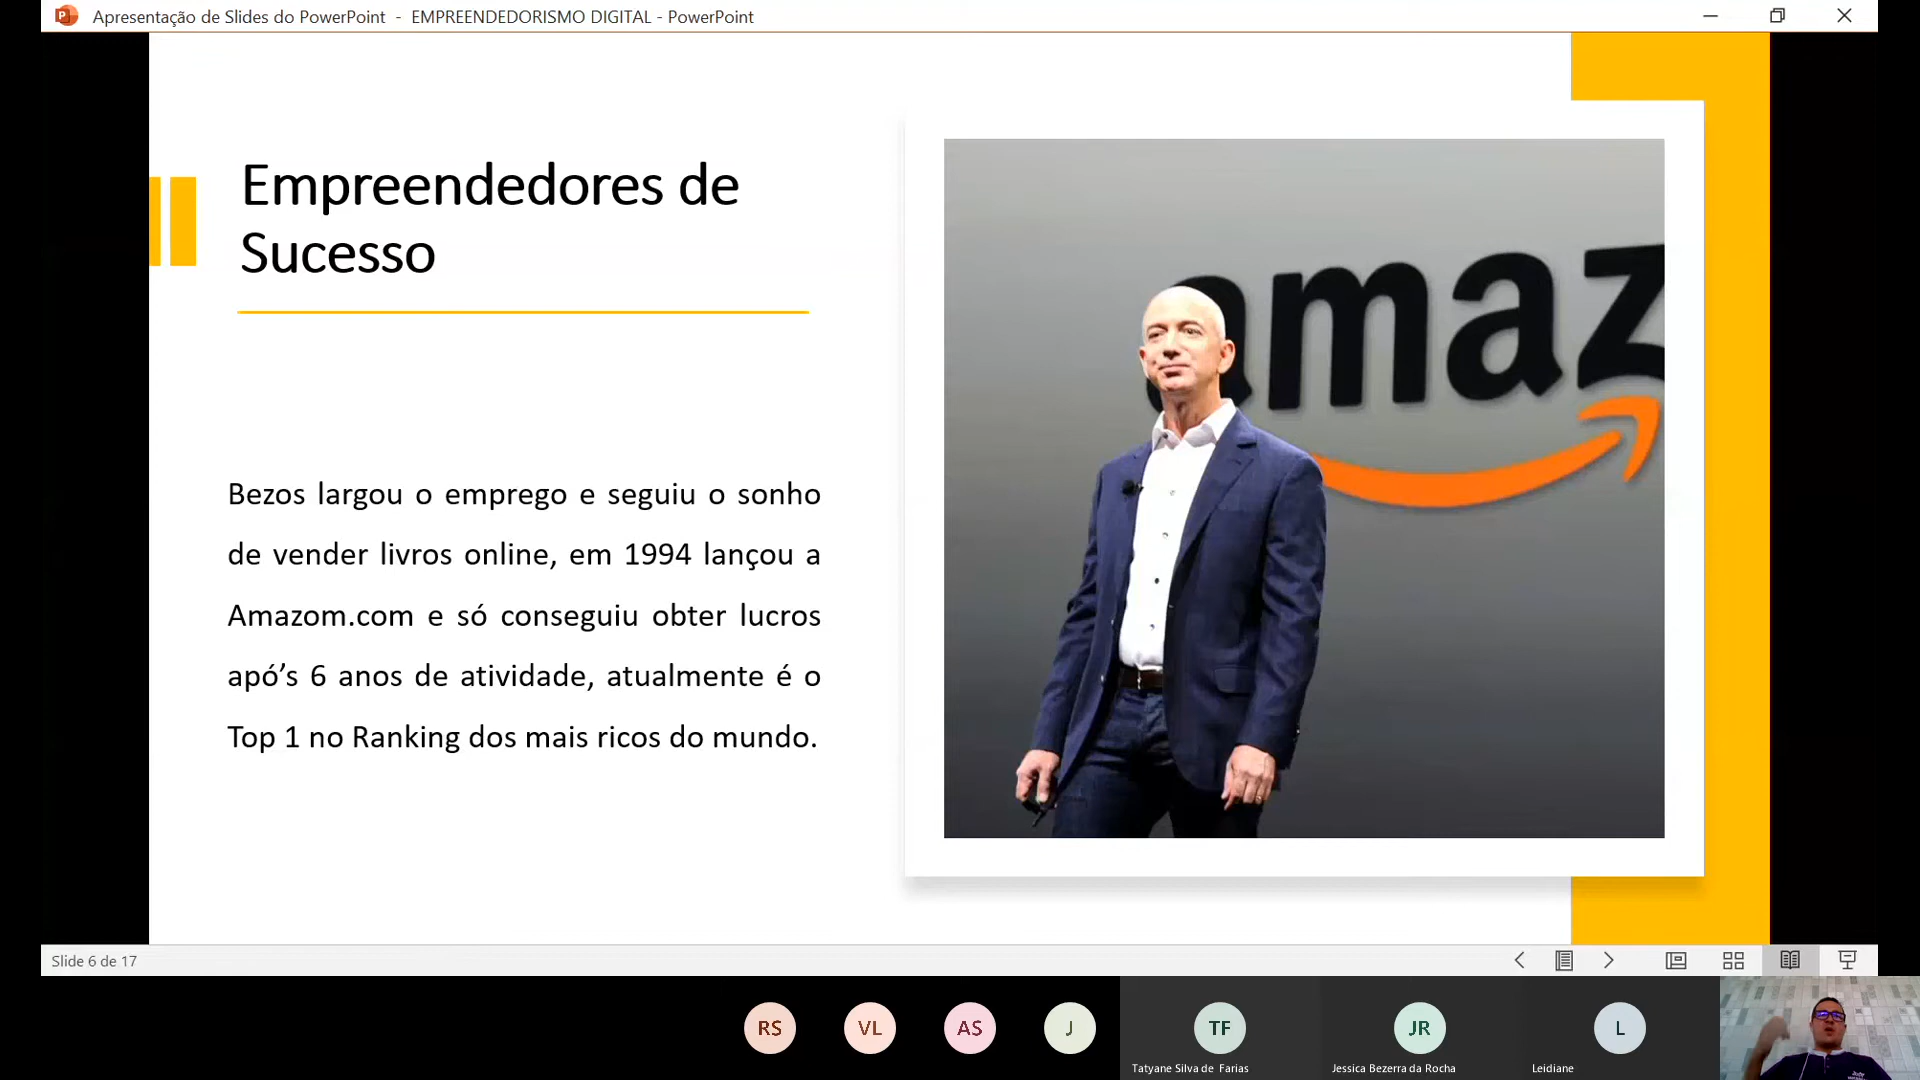 Apresentação de Slides do PowerPoint - EMPREENDEDORISMO DIGITAL - PowerPoint
Empreendedores de
Sucesso
Bezos largou o emprego e seguiu o sonho
de vender livros online, em 1994 lançou a
Amazom.com e só conseguiu obter lucros
apó’s 6 anos de atividade, atualmente é o
Top 1 no Ranking dos mais ricos do mundo.
amaz
Slide 6 de 17
RS
VL
AS
J
TF
JR
L
Tatyane Silva de Farias
Jessica Bezerra da Rocha
Leidiane